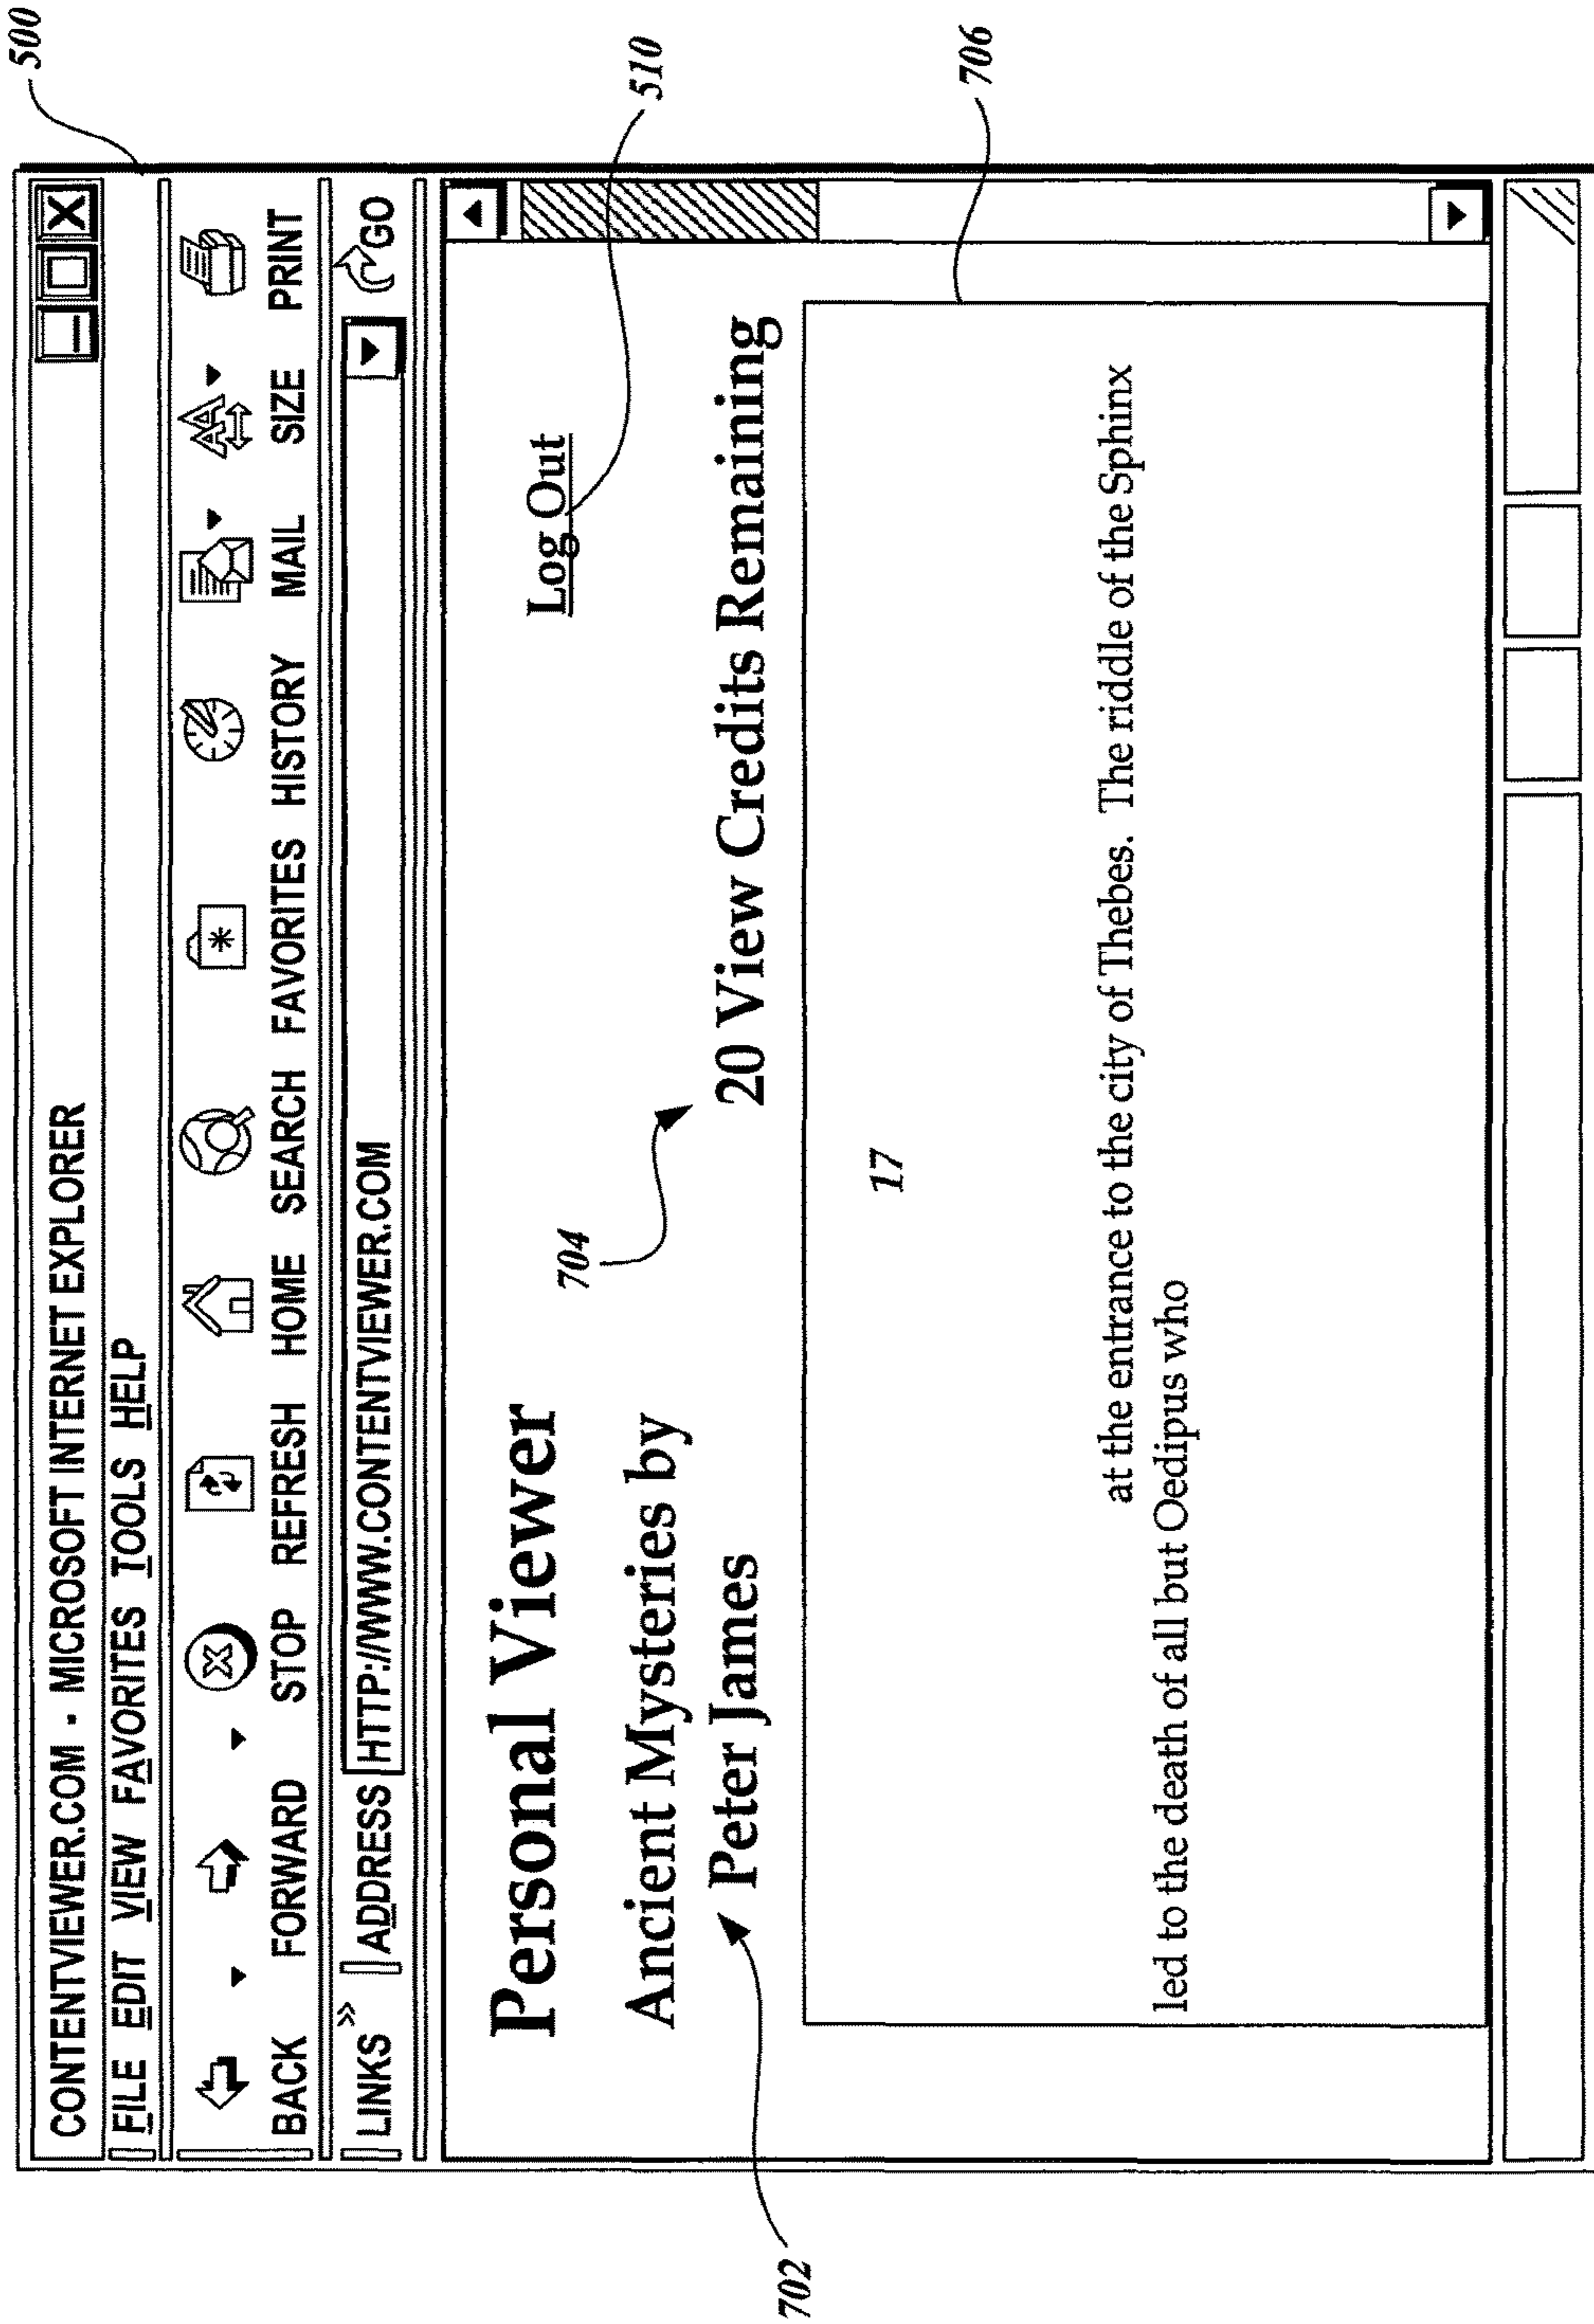 500
CONTENTVIEWER.COM - MICROSOFT INTERNET EXPLORER
FILE EDIT VIEW FAVORITES TOOLS HELP
BACK FORWARD STOP REFRESH HOME SEARCH FAVORITES HISTORY MAIL SIZE PRINT
LINKS » ADDRESS HTTP://WWW.CONTENTVIEWER.COM GO
Personal Viewer
Log Out
510
704
Ancient Mysteries by
Peter James
20 View Credits Remaining
702
17
706
at the entrance to the city of Thebes. The riddle of the Sphinx
led to the death of all but Oedipus who